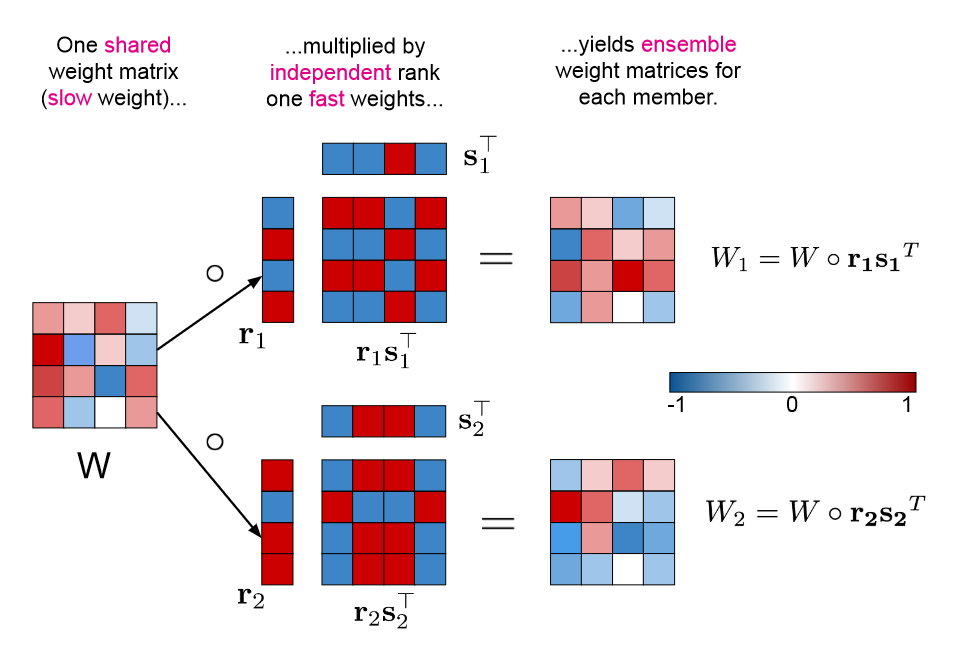 One shared
weight matrix
(slow weight)...
...multiplied by
independent rank
one fast weights...
...yields ensemble
weight matrices for
each member.
s₁⊤
=
W₁ = W ∘ r₁s₁ᵀ
∘
r₁
r₁s₁⊤
W
-1 0 1
s₂⊤
∘
=
W₂ = W ∘ r₂s₂ᵀ
r₂
r₂s₂⊤